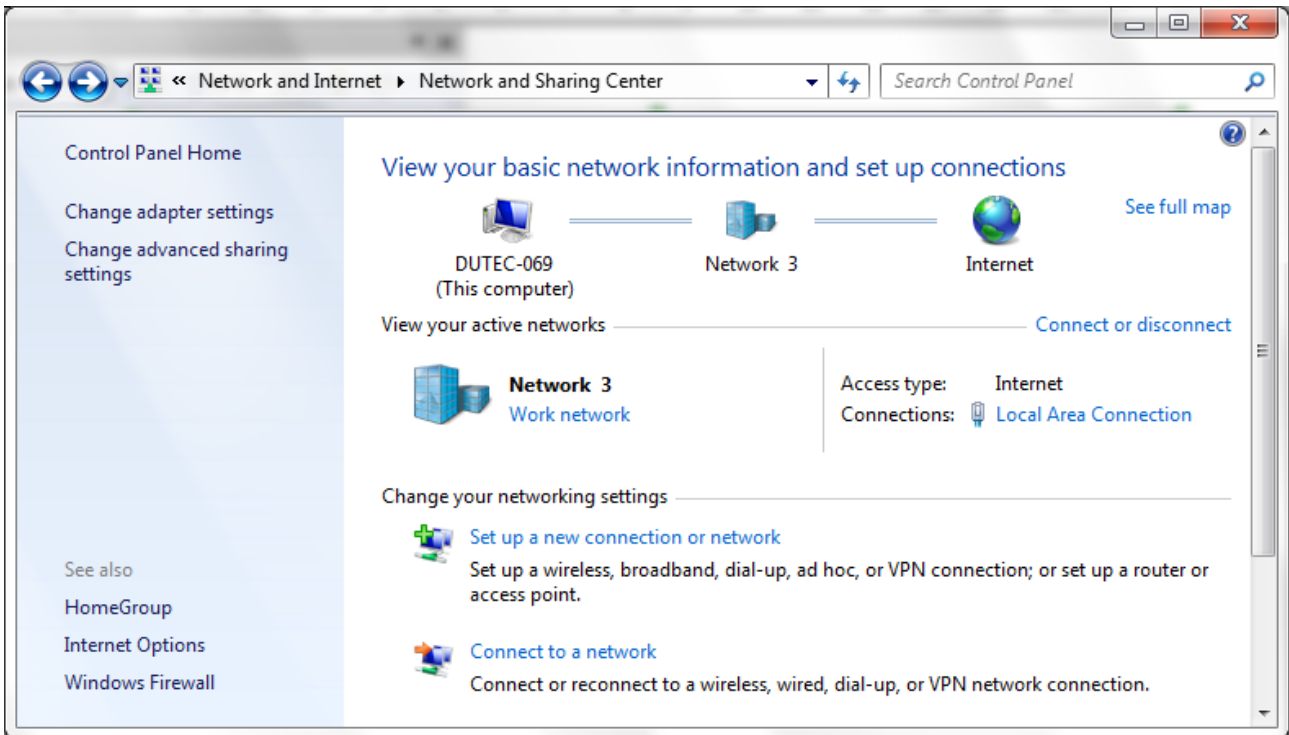 « Network and Internet ▸ Network and Sharing Center
Search Control Panel
Control Panel Home
Change adapter settings
Change advanced sharing
settings
See also
HomeGroup
Internet Options
Windows Firewall
View your basic network information and set up connections
See full map
DUTEC-069
(This computer)
Network 3
Internet
View your active networks
Connect or disconnect
Network 3
Work network
Access type: Internet
Connections: Local Area Connection
Change your networking settings
Set up a new connection or network
Set up a wireless, broadband, dial-up, ad hoc, or VPN connection; or set up a router or
access point.
Connect to a network
Connect or reconnect to a wireless, wired, dial-up, or VPN network connection.